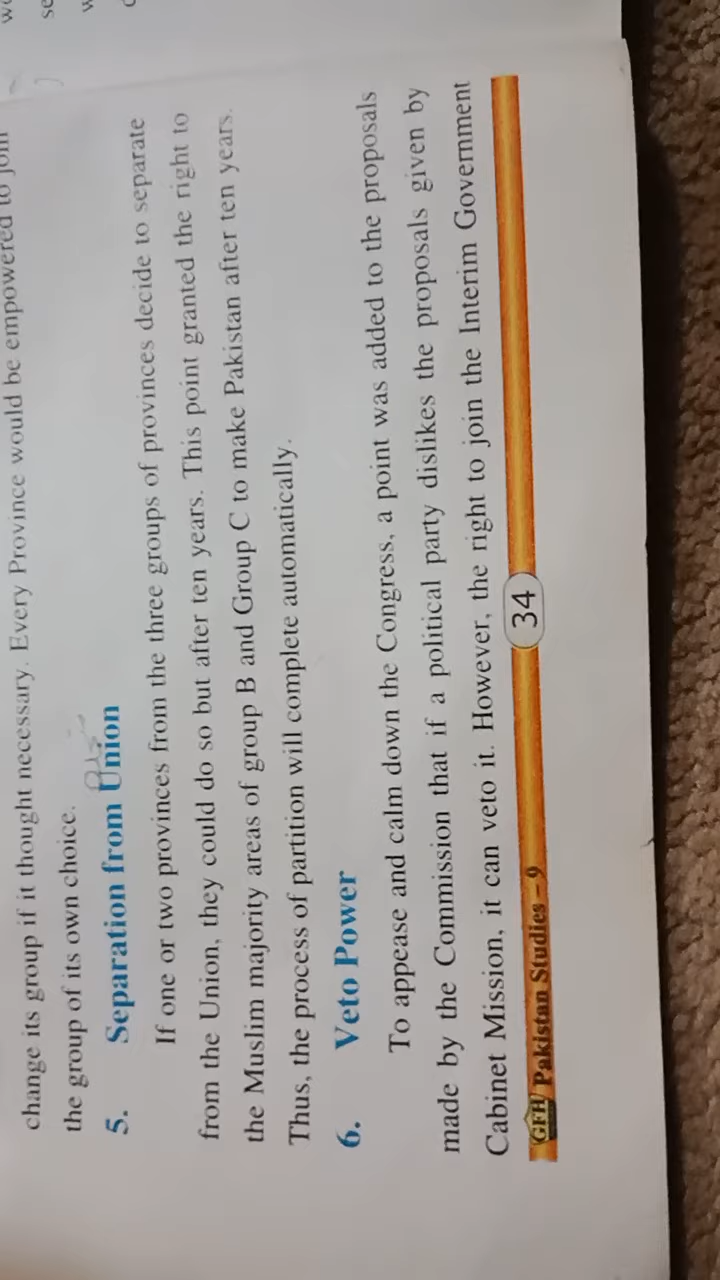 change its group if it thought necessary. Every Province would be empowered to join
the group of its own choice.
5. Separation from Union
If one or two provinces from the three groups of provinces decide to separate
from the Union, they could do so but after ten years. This point granted the right to
the Muslim majority areas of group B and Group C to make Pakistan after ten years.
Thus, the process of partition will complete automatically.
6. Veto Power
To appease and calm down the Congress, a point was added to the proposals
made by the Commission that if a political party dislikes the proposals given by
Cabinet Mission, it can veto it. However, the right to join the Interim Government
GFH Pakistan Studies – 9
34